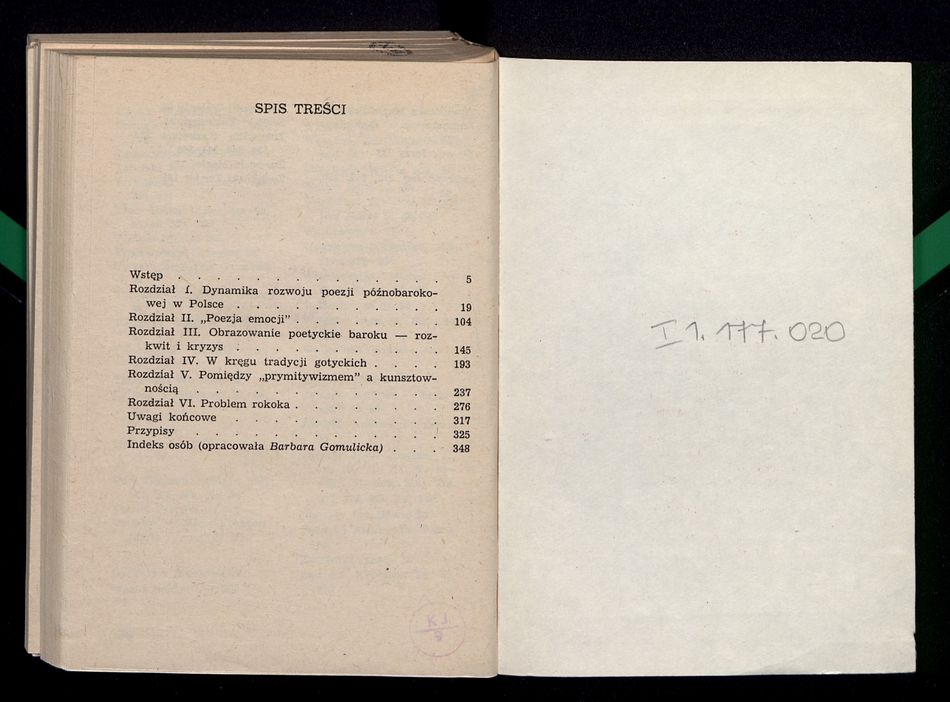 SPIS TREŚCI
Wstęp . . . . . . . . . . . . . 5
Rozdział I. Dynamika rozwoju poezji późnobaroko-
wej w Polsce . . . . . . . . . . 19
Rozdział II. „Poezja emocji” . . . . . . . . 104
Rozdział III. Obrazowanie poetyckie baroku — roz-
kwit i kryzys . . . . . . . . . . 145
Rozdział IV. W kręgu tradycji gotyckich . . . . 193
Rozdział V. Pomiędzy „prymitywizmem” a kunsztow-
nością . . . . . . . . . . . . 237
Rozdział VI. Problem rokoka . . . . . . . . 276
Uwagi końcowe . . . . . . . . . . . 317
Przypisy . . . . . . . . . . . . 325
Indeks osób (opracowała Barbara Gomulicka) . . . 348
K.J.
9
I 1. 177. 020